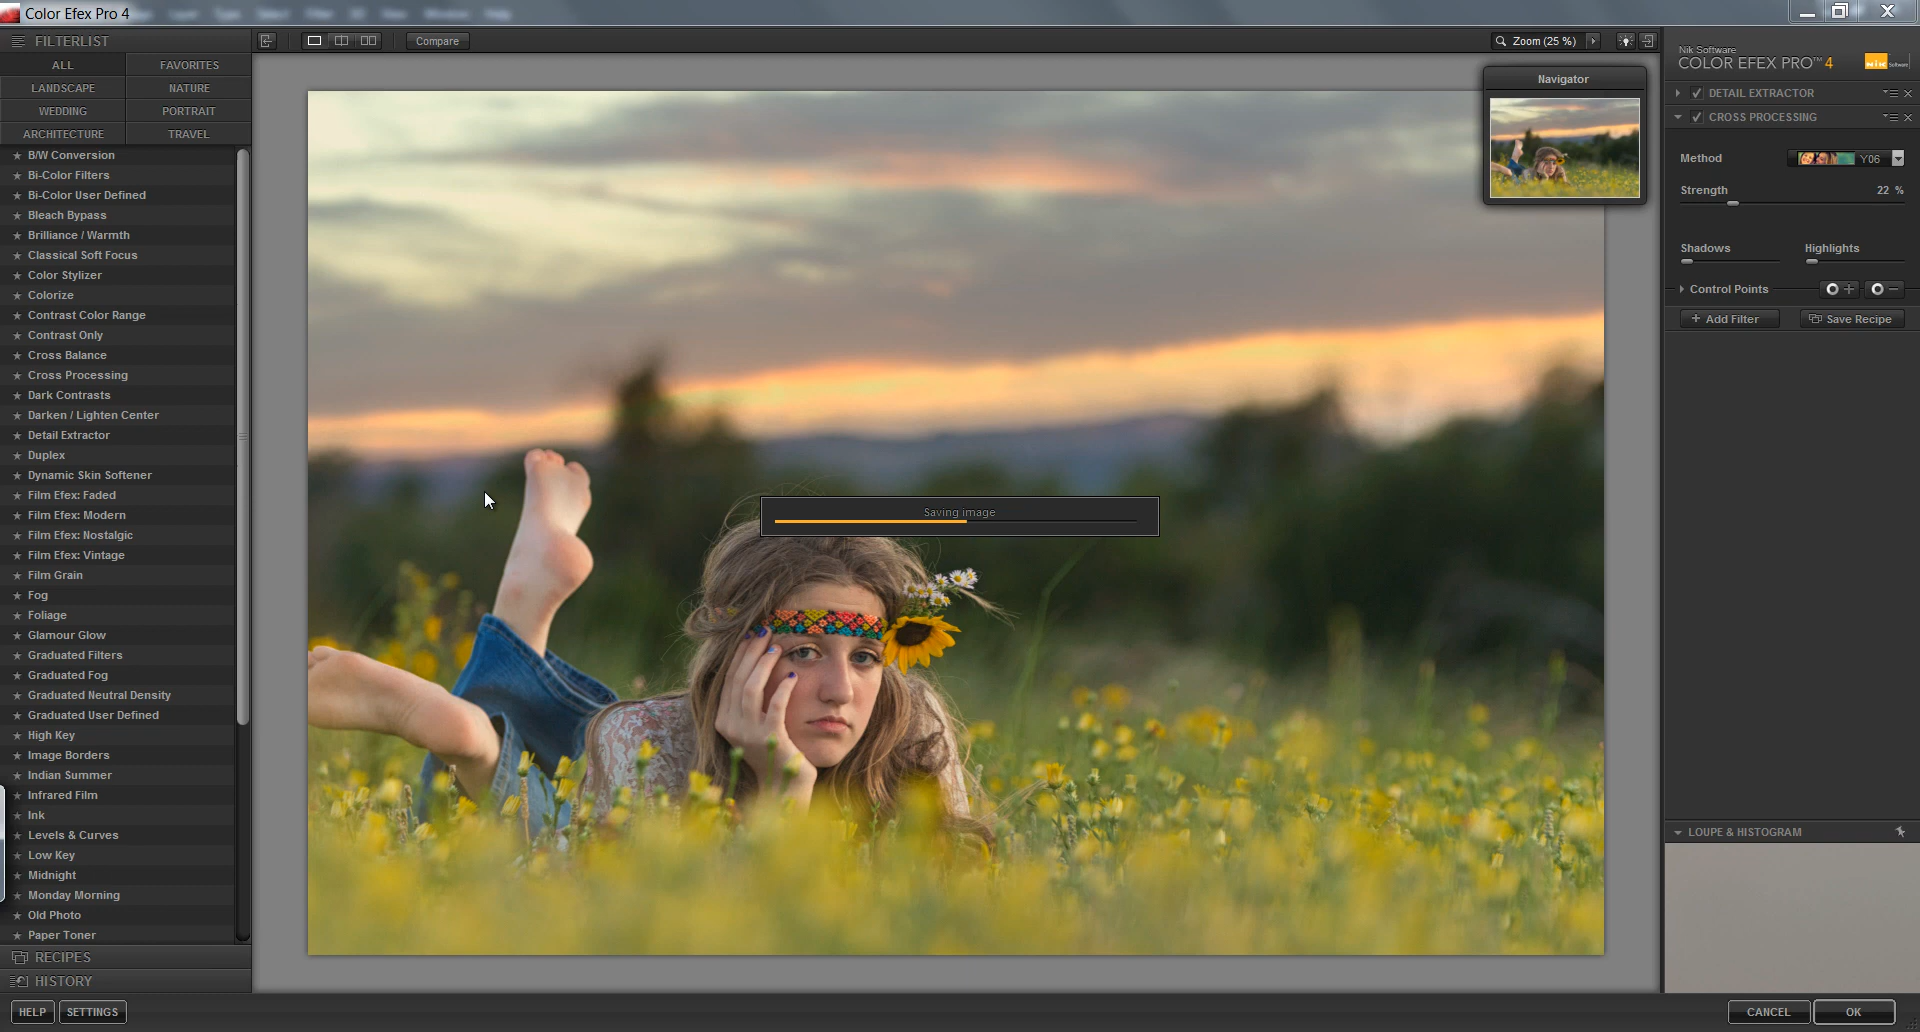 Color Efex Pro 4
FILTERLIST
ALL
FAVORITES
LANDSCAPE
NATURE
WEDDING
PORTRAIT
ARCHITECTURE
TRAVEL
B/W Conversion
Bi-Color Filters
Bi-Color User Defined
Bleach Bypass
Brilliance / Warmth
Classical Soft Focus
Color Stylizer
Colorize
Contrast Color Range
Contrast Only
Cross Balance
Cross Processing
Dark Contrasts
Darken / Lighten Center
Detail Extractor
Duplex
Dynamic Skin Softener
Film Efex: Faded
Film Efex: Modern
Film Efex: Nostalgic
Film Efex: Vintage
Film Grain
Fog
Foliage
Glamour Glow
Graduated Filters
Graduated Fog
Graduated Neutral Density
Graduated User Defined
High Key
Image Borders
Indian Summer
Infrared Film
Ink
Levels & Curves
Low Key
Midnight
Monday Morning
Old Photo
Paper Toner
RECIPES
HISTORY
HELP
SETTINGS
Compare
Zoom (25 %)
Navigator
Saving image
Nik Software
COLOR EFEX PRO™ 4
nik Software
DETAIL EXTRACTOR
CROSS PROCESSING
Method
Y06
Strength
22 %
Shadows
Highlights
Control Points
Add Filter
Save Recipe
LOUPE & HISTOGRAM
CANCEL
OK